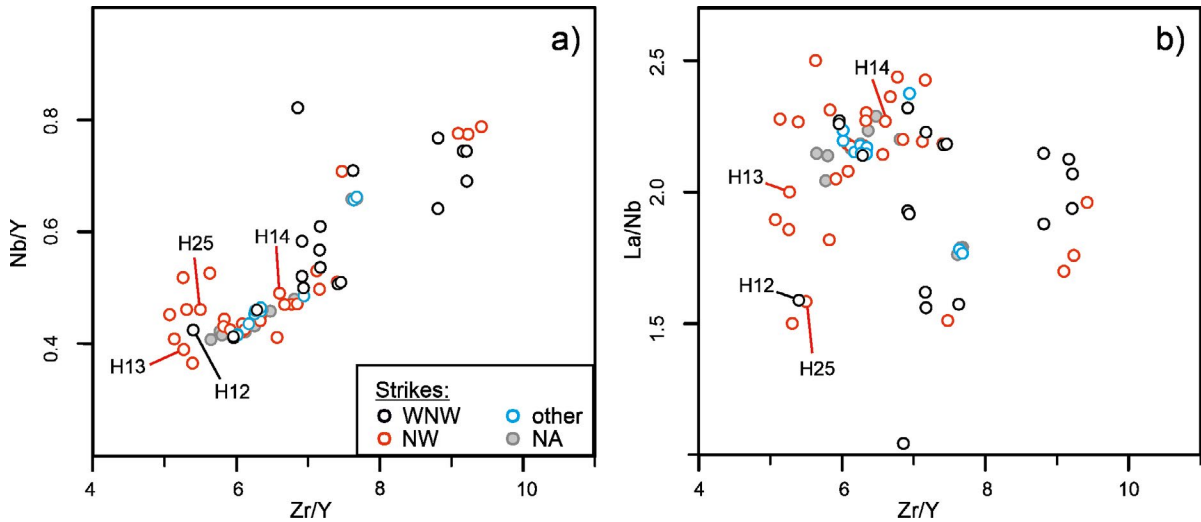 a)
Nb/Y
0.8
0.6
0.4
H25
H14
H13
H12
Strikes:
WNW
other
NW
NA
4
6
8
10
Zr/Y
b)
La/Nb
2.5
2.0
1.5
H14
H13
H12
H25
4
6
8
10
Zr/Y